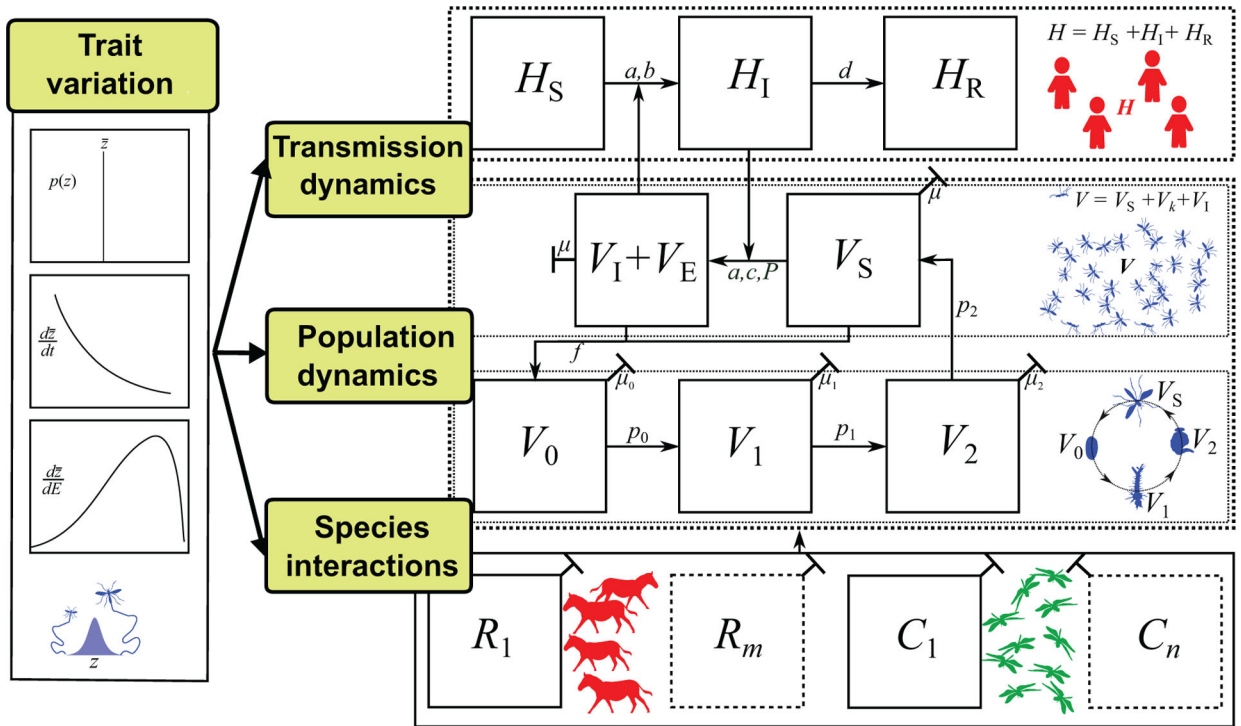 Trait
variation
z̄
p(z)
dz̄
dt
dz̄
dE
z
Transmission
dynamics
Population
dynamics
Species
interactions
H_S
a,b
H_I
d
H_R
H = H_S +H_I+ H_R
H
μ
V_I+V_E
a,c,P
V_S
μ
V = V_S +V_k+V_I
V
f
p_2
V_0
μ_0
p_0
V_1
μ_1
p_1
V_2
μ_2
V_S
V_0
V_2
V_1
R_1
R_m
C_1
C_n